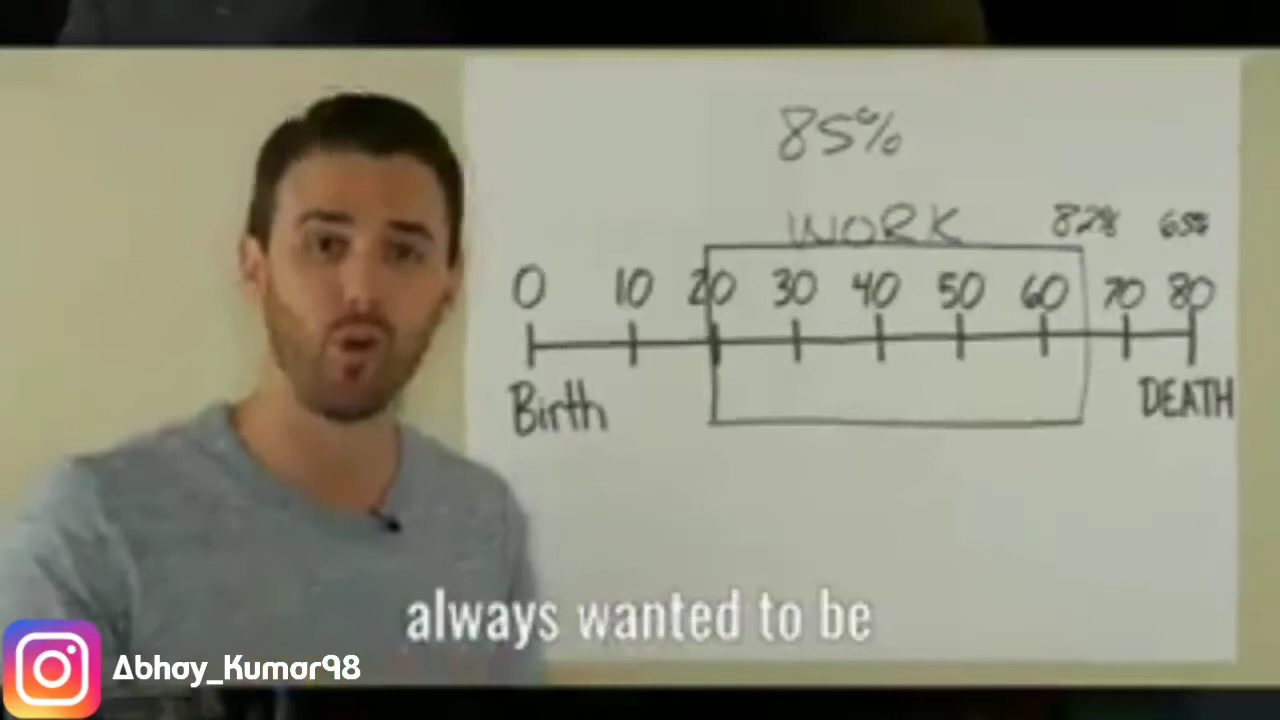 85%
WORK
82% 65%
0 10 20 30 40 50 60 70 80
Birth
DEATH
always wanted to be
Abhay_Kumar98